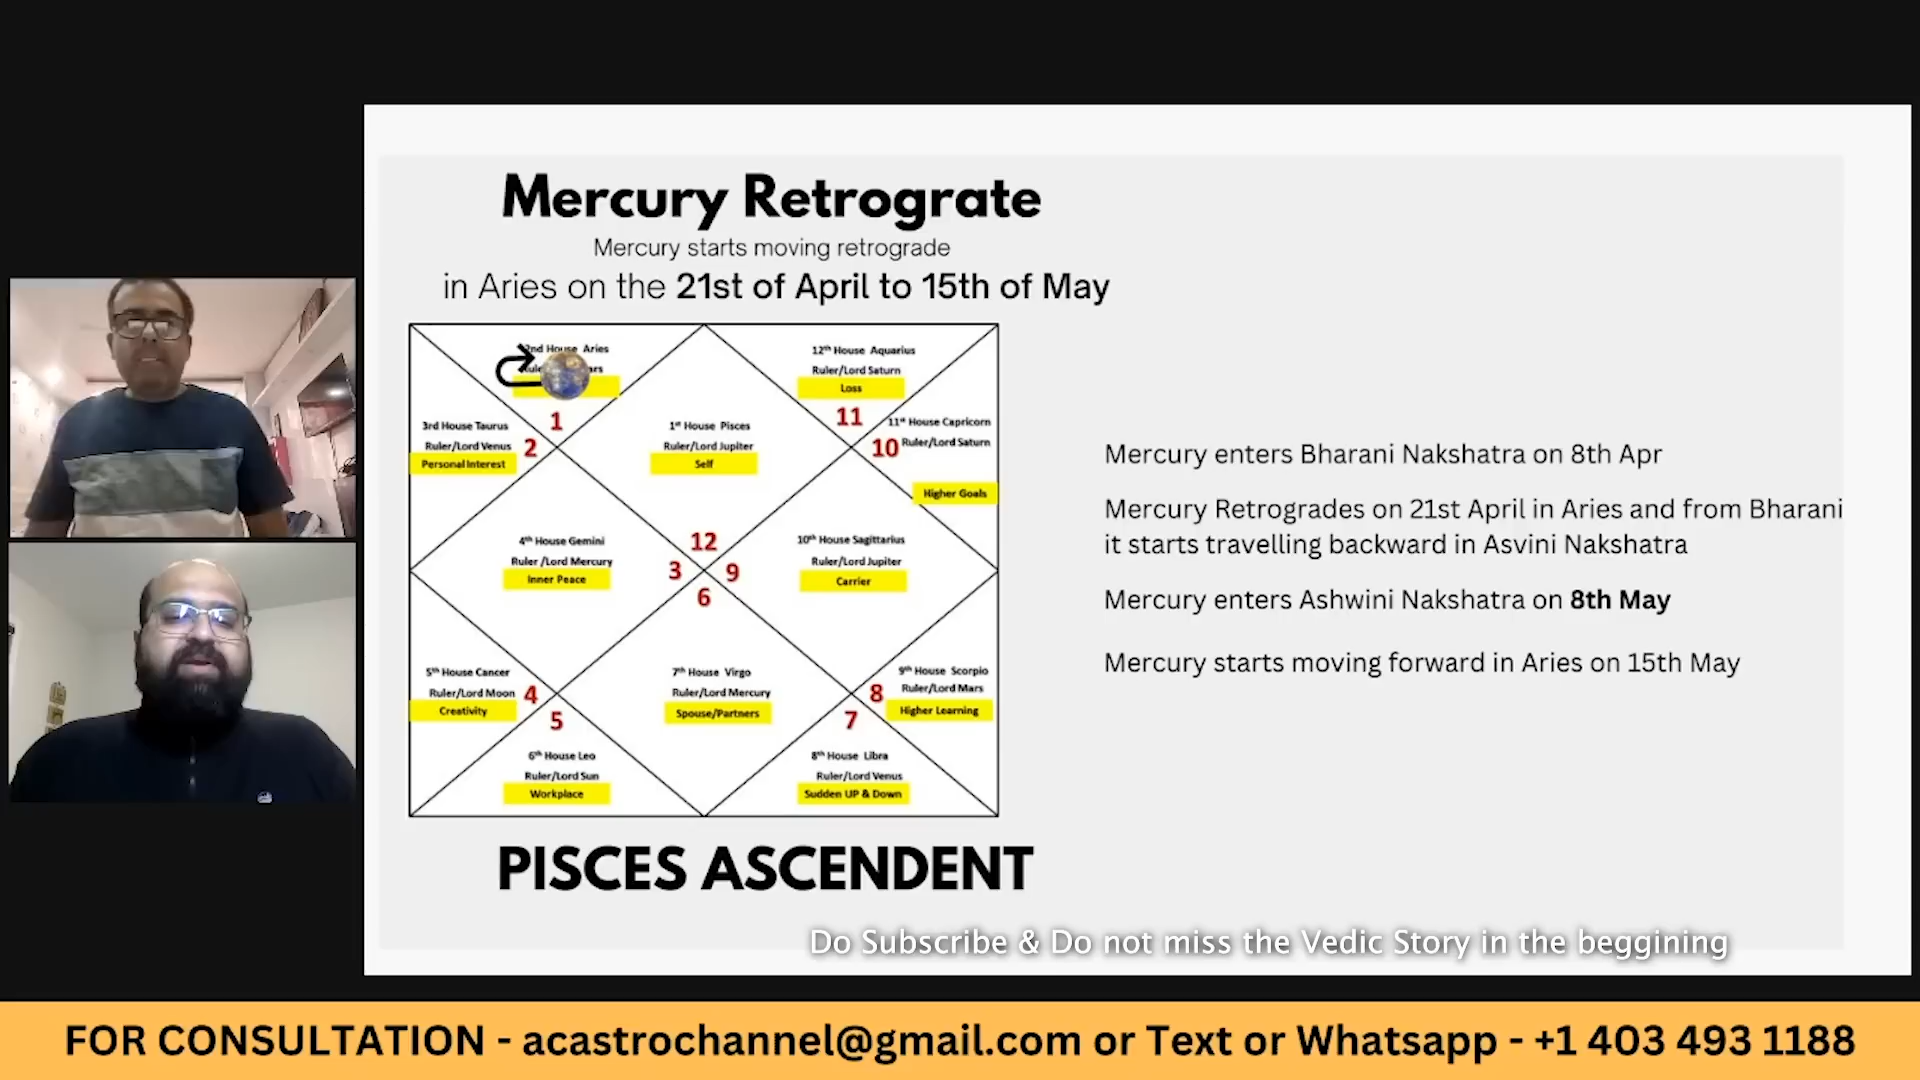 Mercury Retrograte
Mercury starts moving retrograde
in Aries on the 21st of April to 15th of May
2nd House Aries
12th House Aquarius
Ruler/Lord Saturn
Loss
1
11
11st House Capricorn
Ruler/Lord Saturn
10
Higher Goals
3rd House Taurus
Ruler/Lord Venus
2
Personal Interest
1st House Pisces
Ruler/Lord Jupiter
Self
4th House Gemini
Ruler /Lord Mercury
Inner Peace
12
3
9
6
10th House Sagittarius
Ruler/Lord Jupiter
Carrier
5th House Cancer
Ruler/Lord Moon
4
Creativity
5
7th House Virgo
Ruler/Lord Mercury
Spouse/Partners
9th House Scorpio
Ruler/Lord Mars
8
Higher Learning
7
6th House Leo
Ruler/Lord Sun
Workplace
8th House Libra
Ruler/Lord Venus
Sudden UP & Down
PISCES ASCENDENT
Mercury enters Bharani Nakshatra on 8th Apr
Mercury Retrogrades on 21st April in Aries and from Bharani
it starts travelling backward in Asvini Nakshatra
Mercury enters Ashwini Nakshatra on 8th May
Mercury starts moving forward in Aries on 15th May
Do Subscribe & Do not miss the Vedic Story in the beggining
FOR CONSULTATION - acastrochannel@gmail.com or Text or Whatsapp - +1 403 493 1188